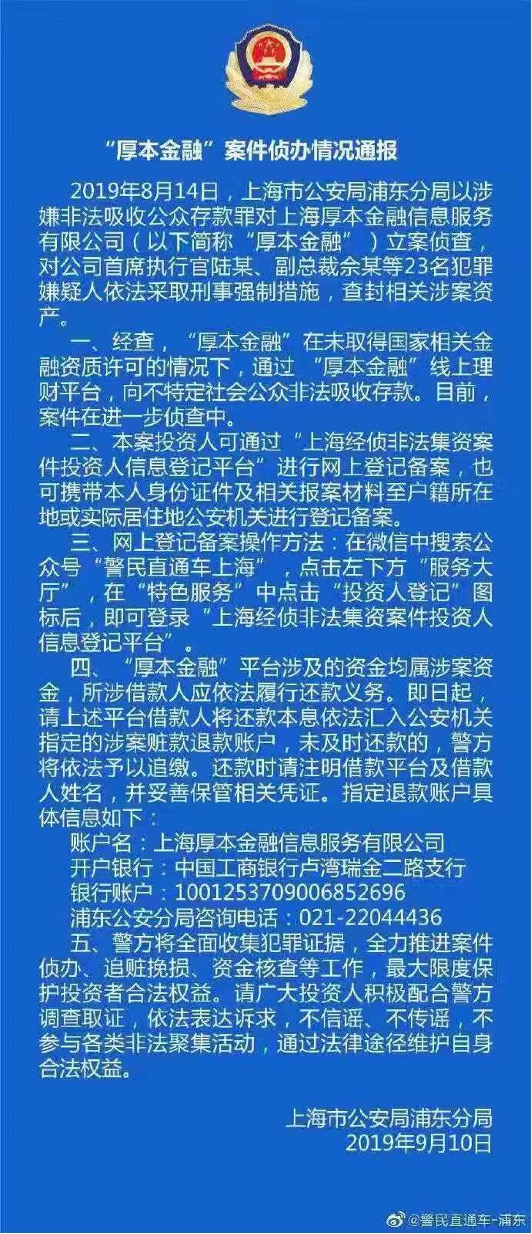 “厚本金融”案件侦办情况通报
2019年8月14日，上海市公安局浦东分局以涉
嫌非法吸收公众存款罪对上海厚本金融信息服务
有限公司（以下简称“厚本金融”）立案侦查，
对公司首席执行官陆某、副总裁佘某等23名犯罪
嫌疑人依法采取刑事强制措施，查封相关涉案资
产。
一、经查，“厚本金融”在未取得国家相关金
融资质许可的情况下，通过 “厚本金融”线上理
财平台，向不特定社会公众非法吸收存款。目前，
案件在进一步侦查中。
二、本案投资人可通过“上海经侦非法集资案
件投资人信息登记平台”进行网上登记备案，也
可携带本人身份证件及相关报案材料至户籍所在
地或实际居住地公安机关进行登记备案。
三、网上登记备案操作方法：在微信中搜索公
众号“警民直通车上海”，点击左下方“服务大
厅”，在“特色服务”中点击“投资人登记”图
标后，即可登录“上海经侦非法集资案件投资人
信息登记平台”。
四、“厚本金融”平台涉及的资金均属涉案资
金，所涉借款人应依法履行还款义务。即日起，
请上述平台借款人将还款本息依法汇入公安机关
指定的涉案赃款退款账户，未及时还款的，警方
将依法予以追缴。还款时请注明借款平台及借款
人姓名，并妥善保管相关凭证。指定退款账户具
体信息如下：
账户名：上海厚本金融信息服务有限公司
开户银行：中国工商银行卢湾瑞金二路支行
银行账户：1001253709006852696
浦东公安分局咨询电话：021-22044436
五、警方将全面收集犯罪证据，全力推进案件
侦办、追赃挽损、资金核查等工作，最大限度保
护投资者合法权益。请广大投资人积极配合警方
调查取证，依法表达诉求，不信谣、不传谣，不
参与各类非法聚集活动，通过法律途径维护自身
合法权益。
上海市公安局浦东分局
2019年9月10日
@警民直通车-浦东